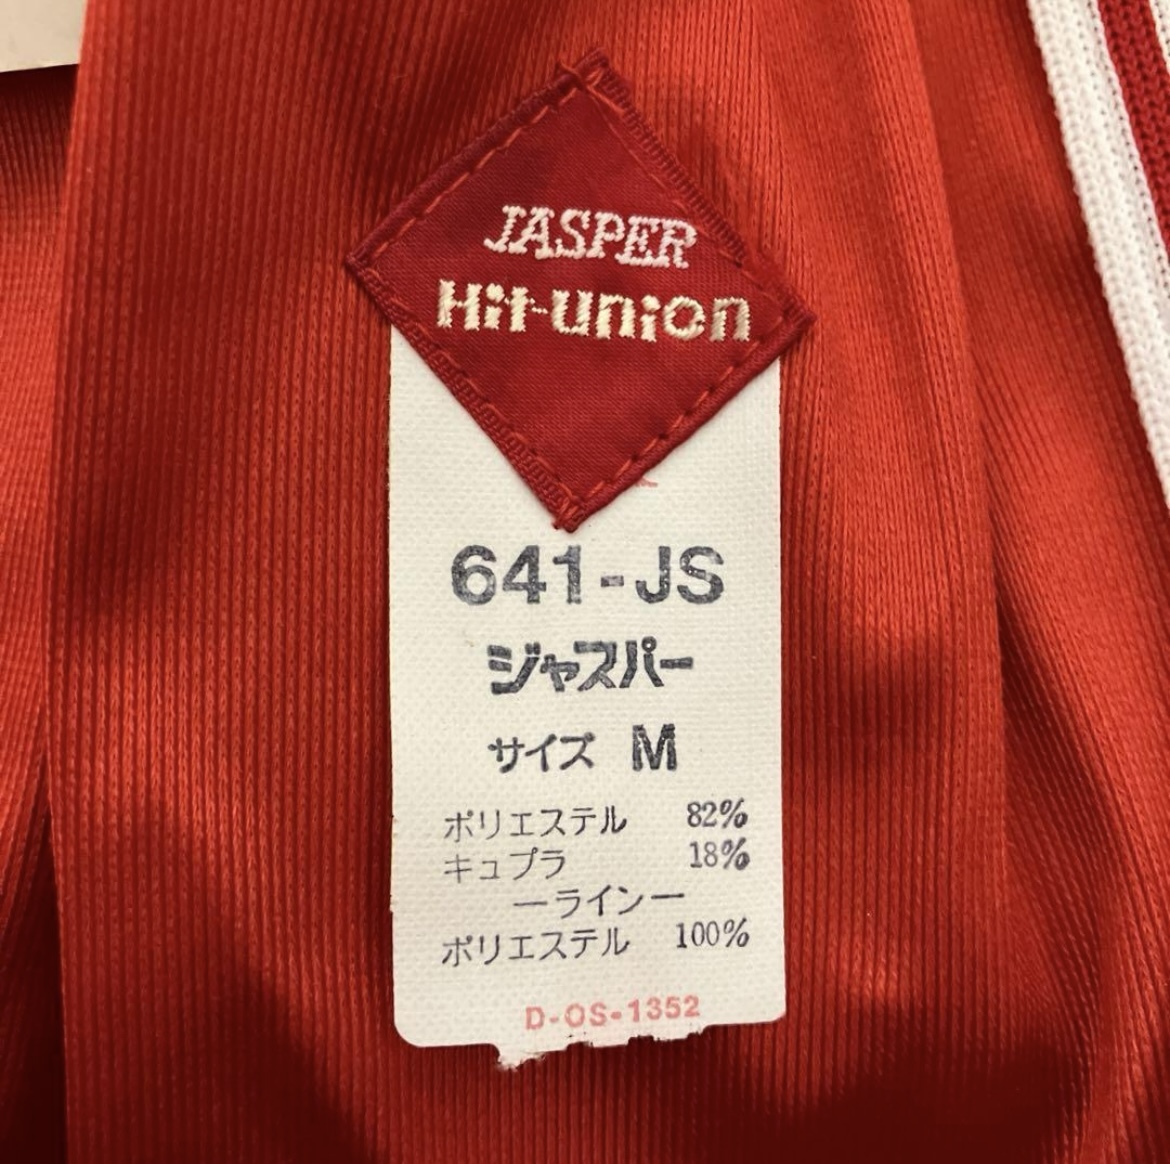 JASPER
Hit-union
641-JS
ジャスパー
サイズ M
ポリエステル 82%
キュプラ 18%
ーラインー
ポリエステル 100%
D-OS-1352